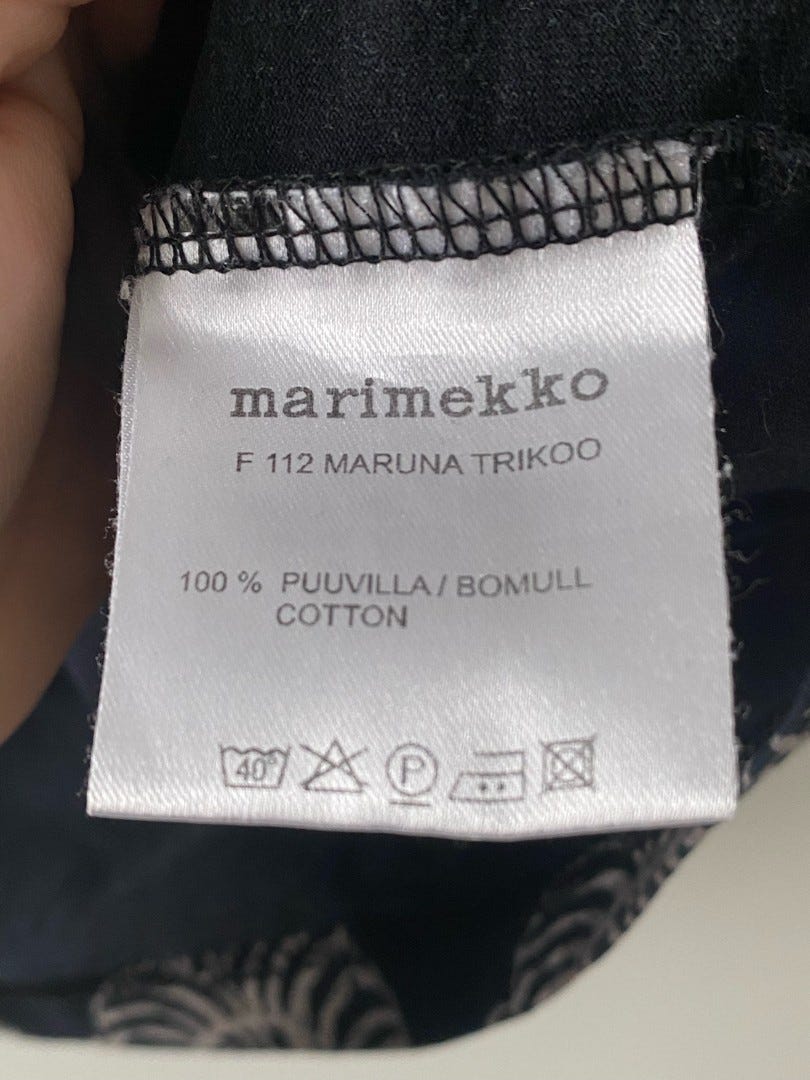 marimekko
F 112 MARUNA TRIKOO
100 % PUUVILLA / BOMULL
COTTON
40° P